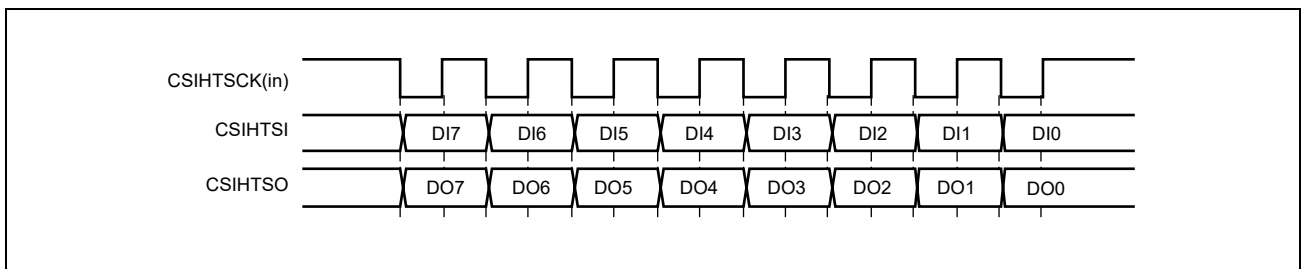 CSIHTSCK(in)
CSIHTSI DI7 DI6 DI5 DI4 DI3 DI2 DI1 DI0
CSIHTSO DO7 DO6 DO5 DO4 DO3 DO2 DO1 DO0